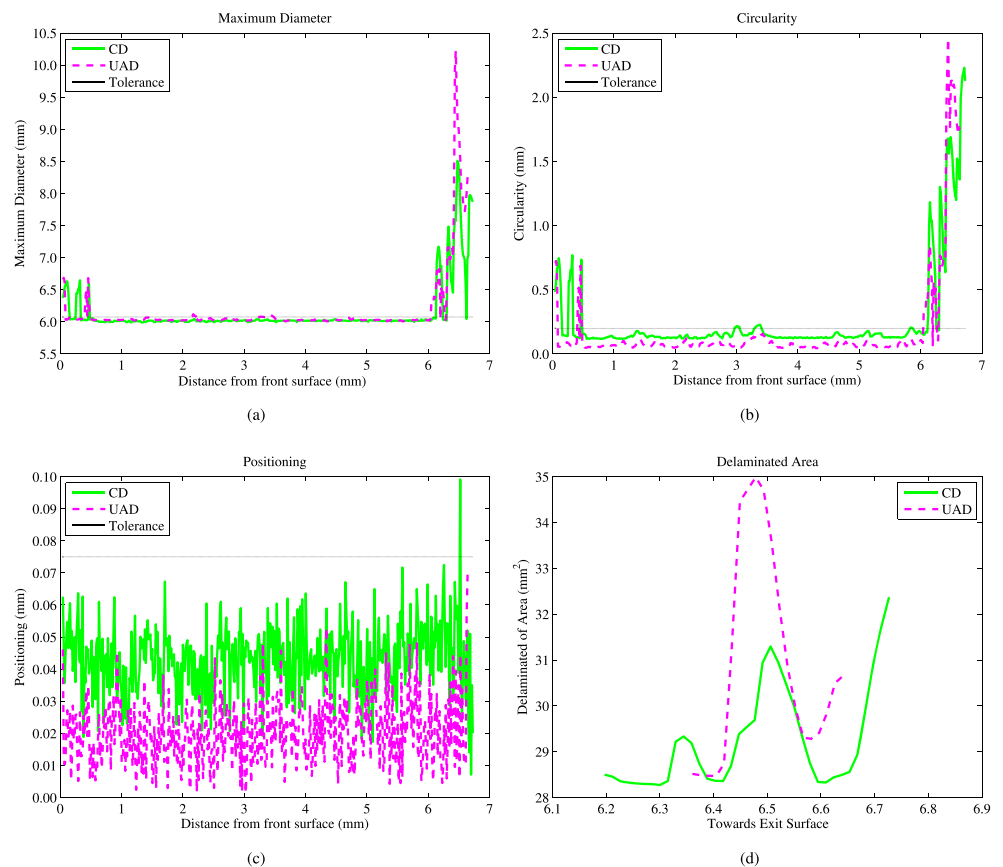 Maximum Diameter
10.5
10.0
9.5
9.0
8.5
8.0
7.5
7.0
6.5
6.0
5.5
Maximum Diameter (mm)
CD
UAD
Tolerance
0 1 2 3 4 5 6 7
Distance from front surface (mm)
(a)
Circularity
2.5
2.0
1.5
1.0
0.5
0.0
Circularity (mm)
CD
UAD
Tolerance
0 1 2 3 4 5 6 7
Distance from front surface (mm)
(b)
Positioning
0.10
0.09
0.08
0.07
0.06
0.05
0.04
0.03
0.02
0.01
0.00
Positioning (mm)
CD
UAD
Tolerance
0 1 2 3 4 5 6 7
Distance from front surface (mm)
(c)
Delaminated Area
35
34
33
32
31
30
29
28
Delaminated of Area (mm²)
CD
UAD
6.1 6.2 6.3 6.4 6.5 6.6 6.7 6.8 6.9
Towards Exit Surface
(d)